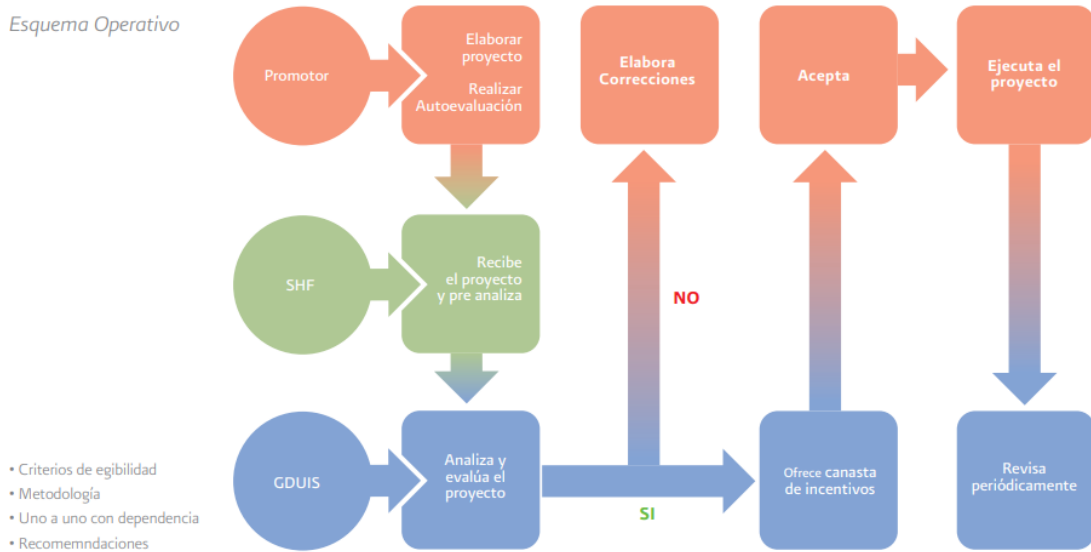 Esquema Operativo
Promotor
Elaborar
proyecto
Realizar
Autoevaluación
Elabora
Correcciones
Acepta
Ejecuta el
proyecto
SHF
Recibe
el proyecto
y pre analiza
NO
• Criterios de egibilidad
• Metodología
• Uno a uno con dependencia
• Recomemndaciones
GDUIS
Analiza y
evalúa el
proyecto
SI
Ofrece canasta
de incentivos
Revisa
periódicamente